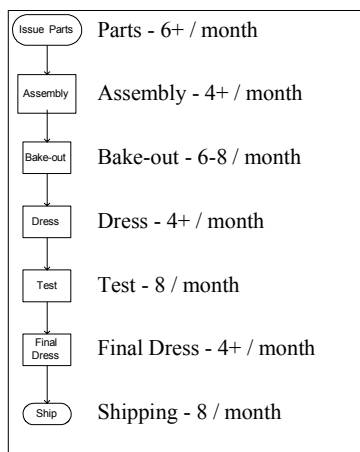 Issue Parts
Parts - 6+ / month
Assembly
Assembly - 4+ / month
Bake-out
Bake-out - 6-8 / month
Dress
Dress - 4+ / month
Test
Test - 8 / month
Final
Dress
Final Dress - 4+ / month
Ship
Shipping - 8 / month